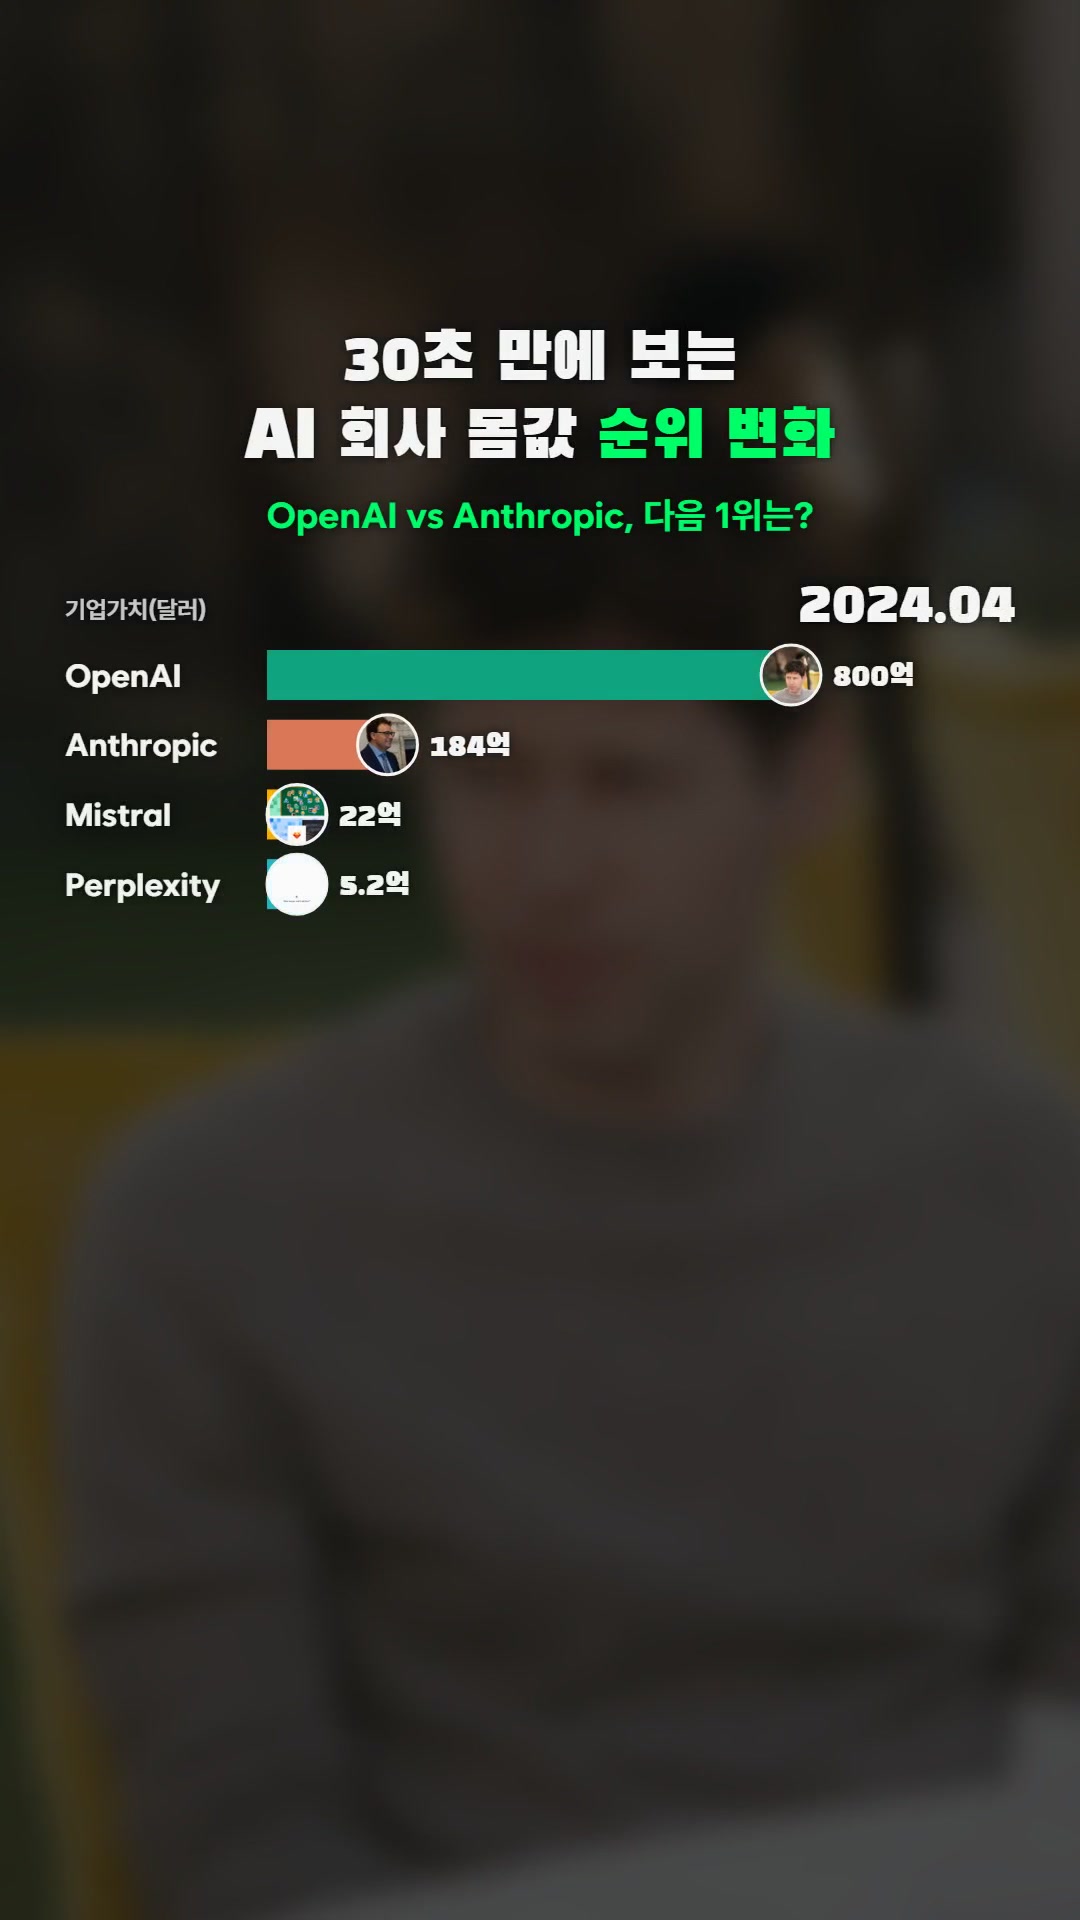 30초 만에 보는
AI 회사 몸값 순위 변화
OpenAI vs Anthropic, 다음 1위는?
기업가치(달러)
2024.04
OpenAI 800억
Anthropic 184억
Mistral 22억
Perplexity 5.2억